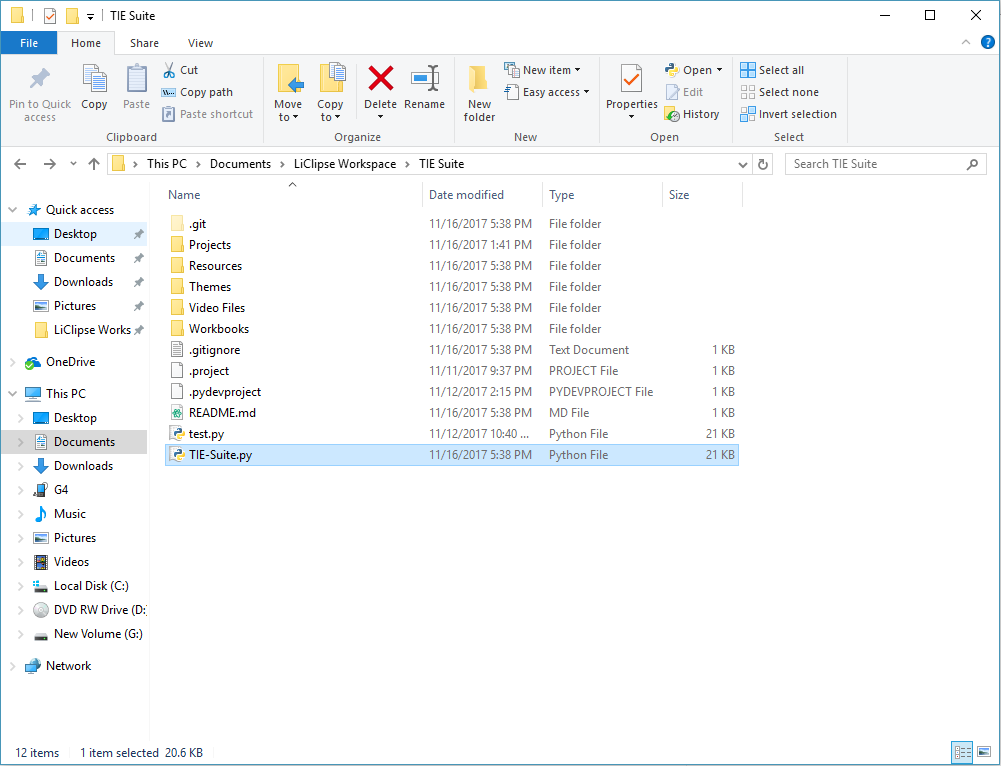 TIE Suite
File Home Share View
Pin to Quick access
Copy
Paste
Cut
Copy path
Paste shortcut
Clipboard
Move to
Copy to
Delete
Rename
Organize
New folder
New item
Easy access
New
Properties
Open
Edit
History
Open
Select all
Select none
Invert selection
Select
This PC > Documents > LiClipse Workspace > TIE Suite
Search TIE Suite
Name Date modified Type Size
Quick access
Desktop
Documents
Downloads
Pictures
LiClipse Works
OneDrive
This PC
Desktop
Documents
Downloads
G4
Music
Pictures
Videos
Local Disk (C:)
DVD RW Drive (D:
New Volume (G:)
Network
.git 11/16/2017 5:38 PM File folder
Projects 11/16/2017 1:41 PM File folder
Resources 11/16/2017 5:38 PM File folder
Themes 11/16/2017 5:38 PM File folder
Video Files 11/16/2017 5:38 PM File folder
Workbooks 11/16/2017 5:38 PM File folder
.gitignore 11/16/2017 5:38 PM Text Document 1 KB
.project 11/11/2017 9:37 PM PROJECT File 1 KB
.pydevproject 11/12/2017 2:15 PM PYDEVPROJECT File 1 KB
README.md 11/16/2017 5:38 PM MD File 1 KB
test.py 11/12/2017 10:40 ... Python File 21 KB
TIE-Suite.py 11/16/2017 5:38 PM Python File 21 KB
12 items 1 item selected 20.6 KB